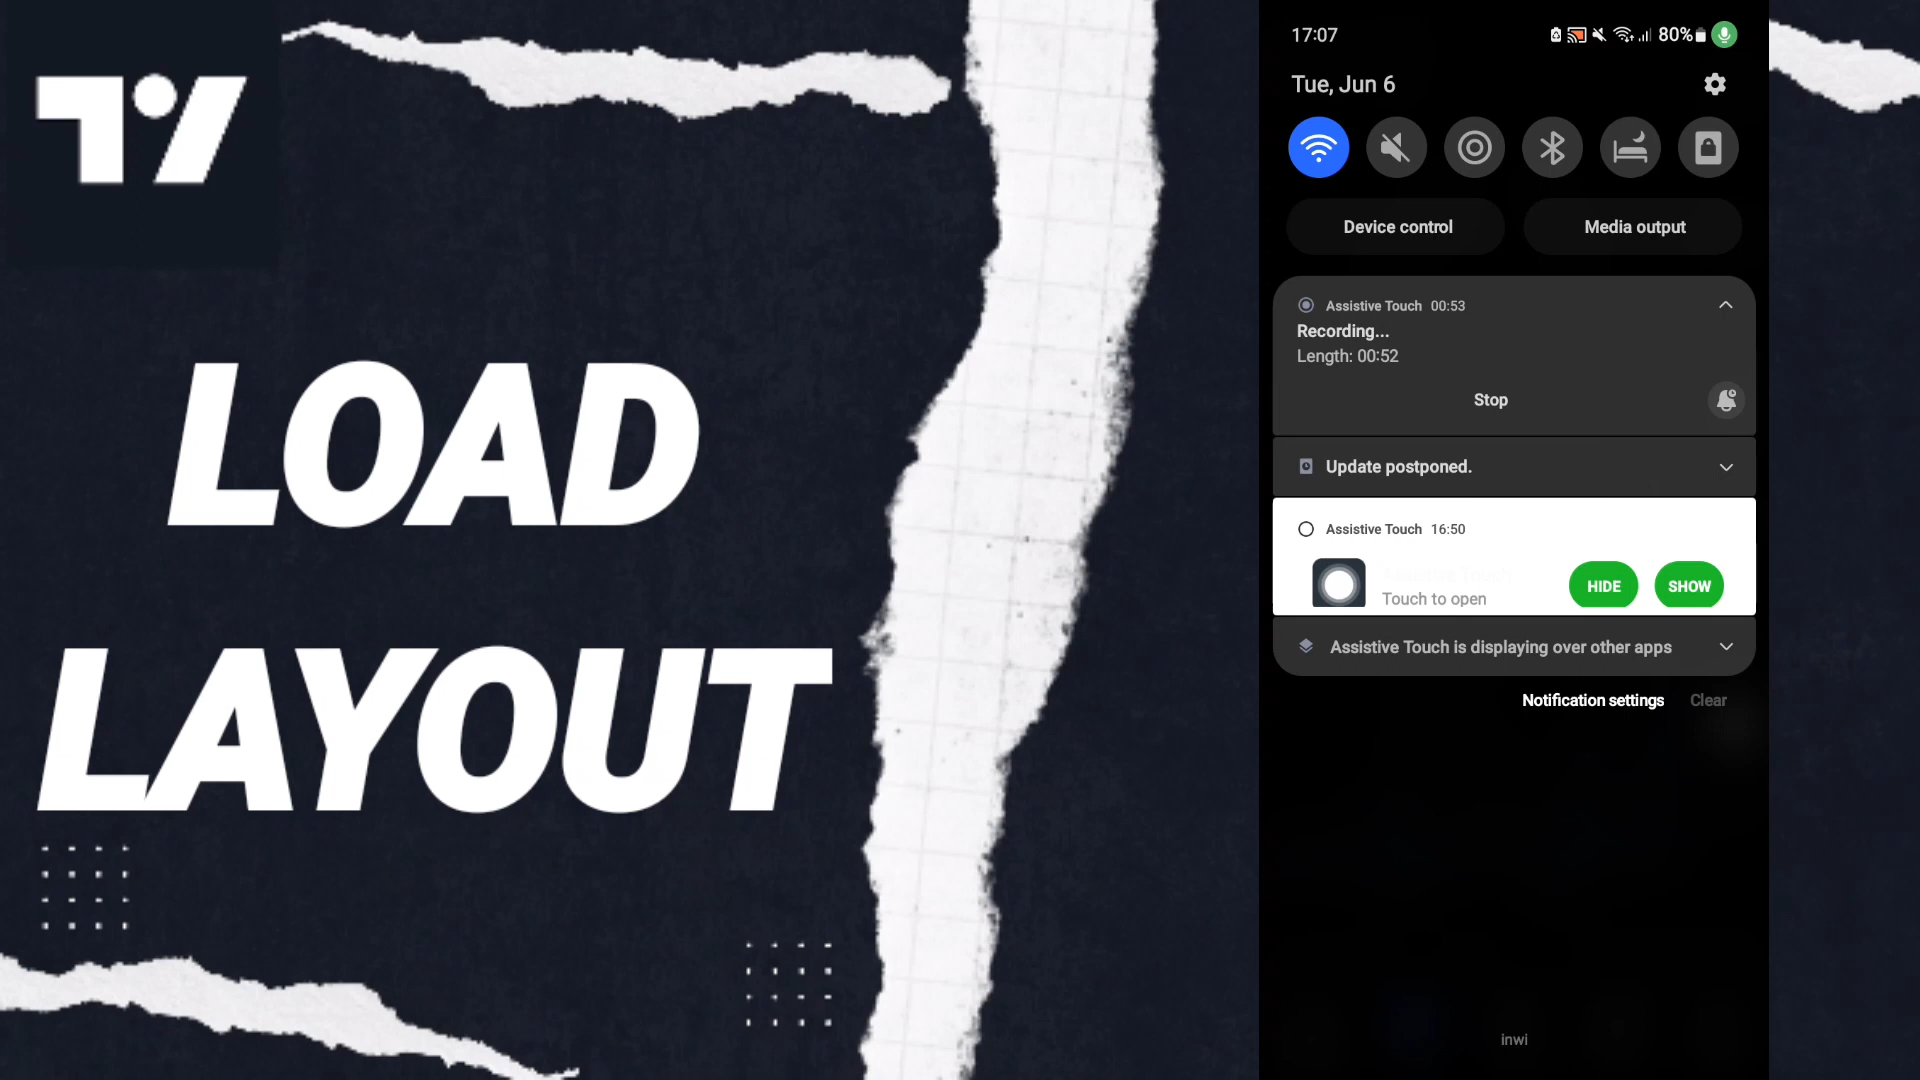 LOAD
LAYOUT
17:07
80%
Tue, Jun 6
Device control
Media output
Assistive Touch 00:53
Recording...
Length: 00:52
Stop
Update postponed.
Assistive Touch 16:50
Assistive Touch
Touch to open
HIDE
SHOW
Assistive Touch is displaying over other apps
Notification settings
Clear
inwi